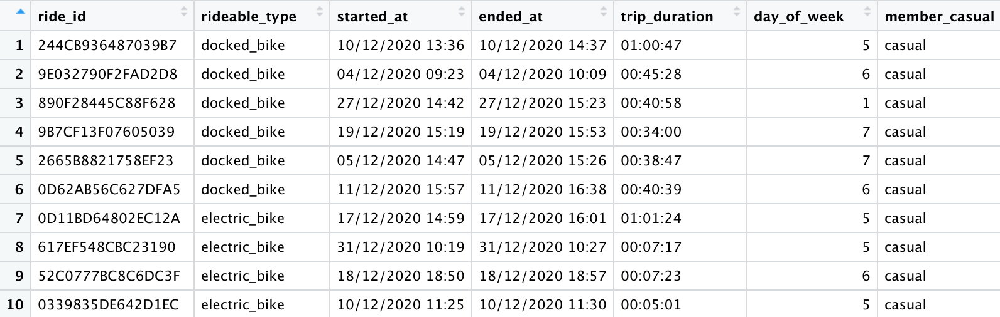 ride_id rideable_type started_at ended_at trip_duration day_of_week member_casual
1 244CB936487039B7 docked_bike 10/12/2020 13:36 10/12/2020 14:37 01:00:47 5 casual
2 9E032790F2FAD2D8 docked_bike 04/12/2020 09:23 04/12/2020 10:09 00:45:28 6 casual
3 890F28445C88F628 docked_bike 27/12/2020 14:42 27/12/2020 15:23 00:40:58 1 casual
4 9B7CF13F07605039 docked_bike 19/12/2020 15:19 19/12/2020 15:53 00:34:00 7 casual
5 2665B8821758EF23 docked_bike 05/12/2020 14:47 05/12/2020 15:26 00:38:47 7 casual
6 0D62AB56C627DFA5 docked_bike 11/12/2020 15:57 11/12/2020 16:38 00:40:39 6 casual
7 0D11BD64802EC12A electric_bike 17/12/2020 14:59 17/12/2020 16:01 01:01:24 5 casual
8 617EF548CBC23190 electric_bike 31/12/2020 10:19 31/12/2020 10:27 00:07:17 5 casual
9 52C0777BC8C6DC3F electric_bike 18/12/2020 18:50 18/12/2020 18:57 00:07:23 6 casual
10 0339835DE642D1EC electric_bike 10/12/2020 11:25 10/12/2020 11:30 00:05:01 5 casual